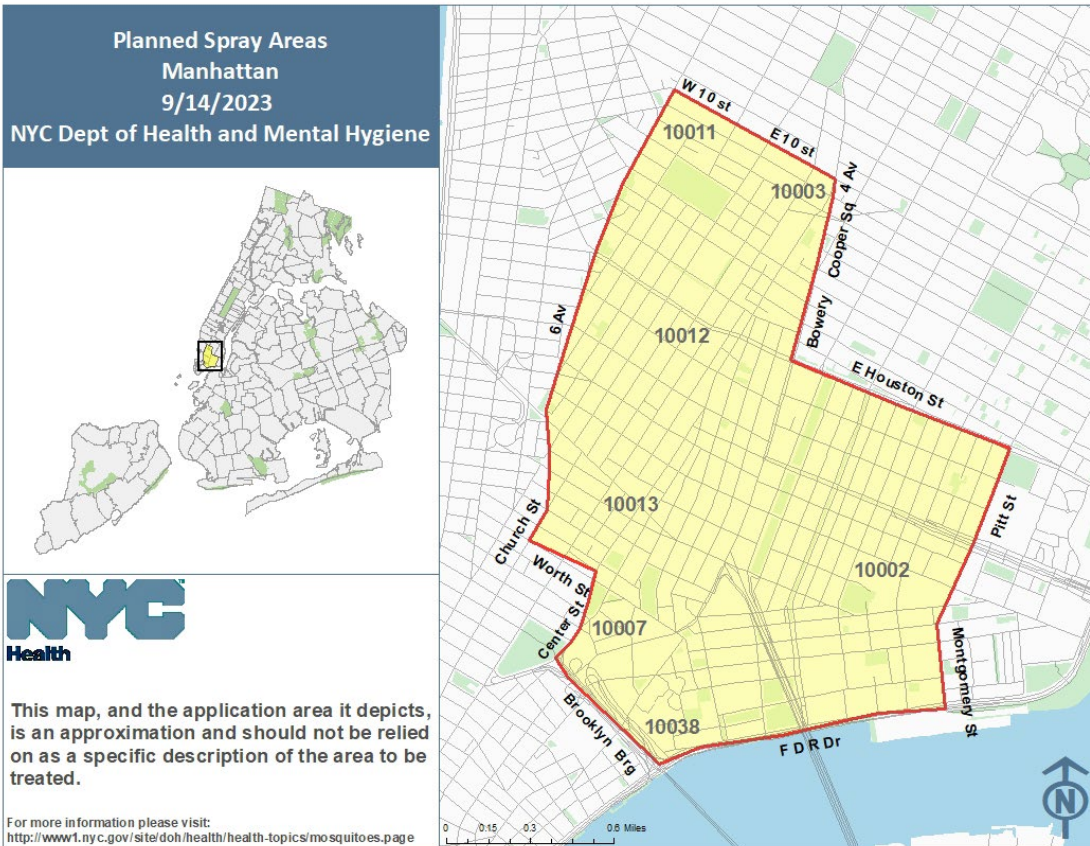 Planned Spray Areas
Manhattan
9/14/2023
NYC Dept of Health and Mental Hygiene
NYC
Health
This map, and the application area it depicts,
is an approximation and should not be relied
on as a specific description of the area to be
treated.
For more information please visit:
http://www1.nyc.gov/site/doh/health/health-topics/mosquitoes.page
W 10 st
E 10 st
10011
10003
4 Av
Cooper Sq
Bowery
6 Av
10012
E Houston St
Pitt St
10013
Church St
Worth St
10002
Center St
10007
Montgomery St
Brooklyn Brg
10038
F D R Dr
N
0 0.15 0.3 0.6 Miles